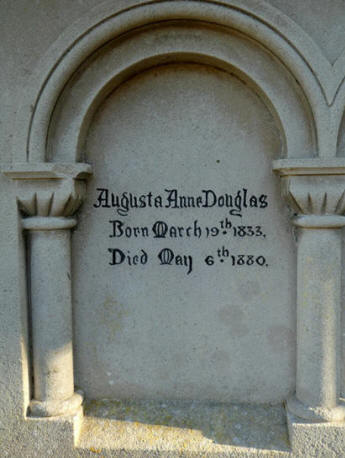 Augusta Anne Douglas
Born March 19th. 1833.
Died May 6th. 1880.